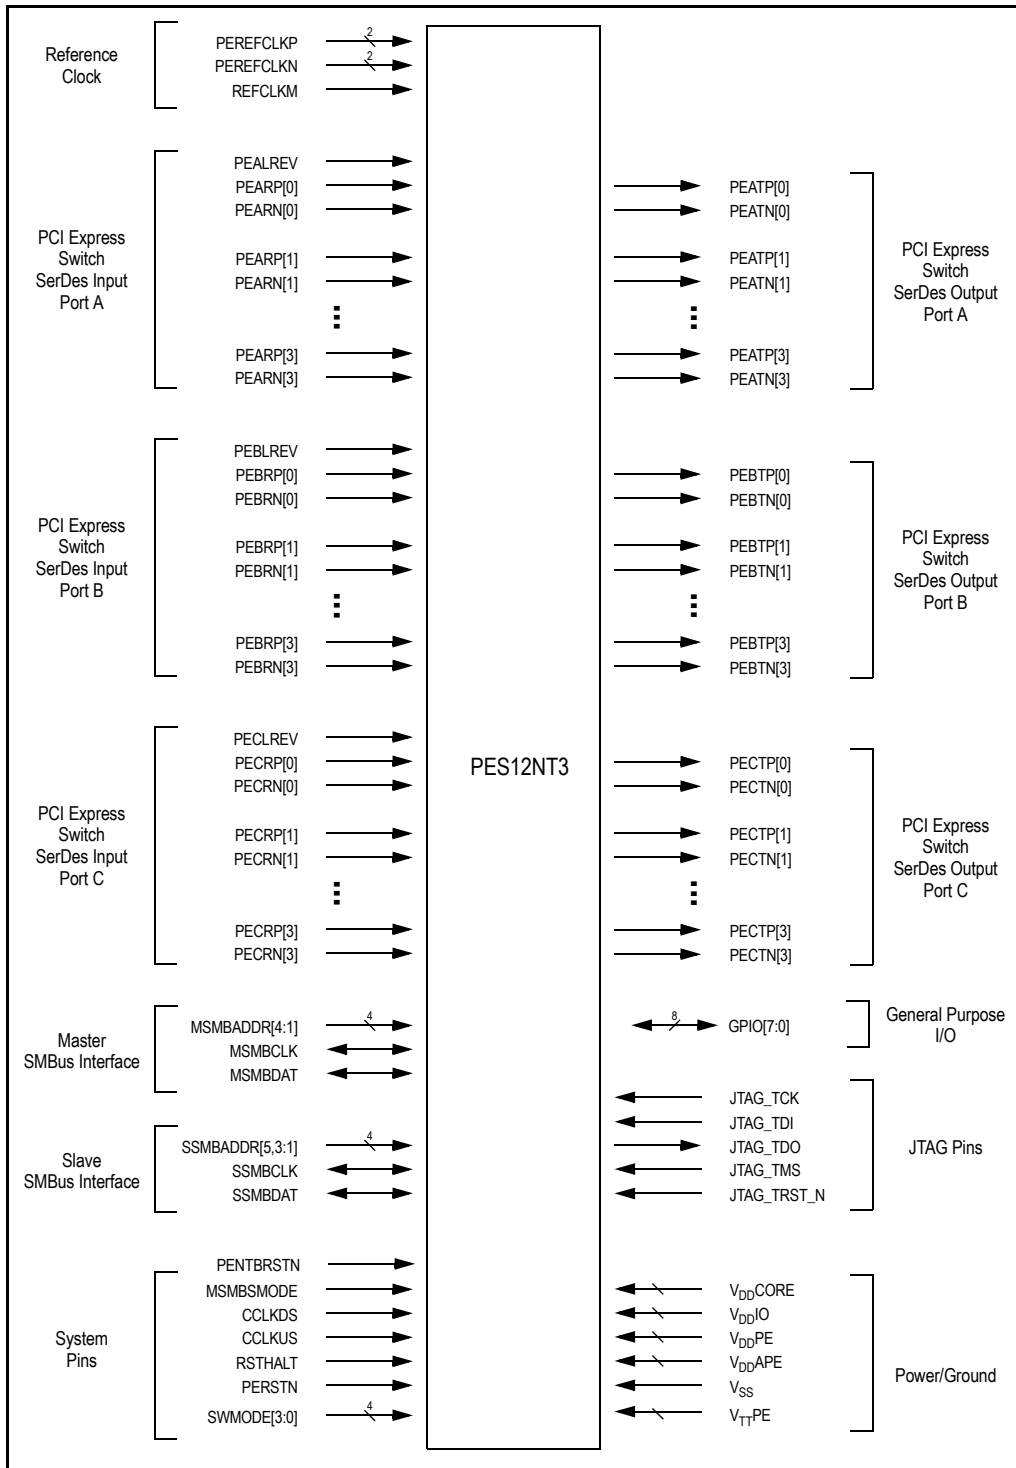 Reference
Clock
PEREFCLKP
2
PEREFCLKN
2
REFCLKM
PCI Express
Switch
SerDes Input
Port A
PEALREV
PEARP[0]
PEARN[0]
PEARP[1]
PEARN[1]
PEARP[3]
PEARN[3]
PCI Express
Switch
SerDes Input
Port B
PEBLREV
PEBRP[0]
PEBRN[0]
PEBRP[1]
PEBRN[1]
PEBRP[3]
PEBRN[3]
PCI Express
Switch
SerDes Input
Port C
PECLREV
PECRP[0]
PECRN[0]
PECRP[1]
PECRN[1]
PECRP[3]
PECRN[3]
Master
SMBus Interface
MSMBADDR[4:1]
4
MSMBCLK
MSMBDAT
Slave
SMBus Interface
SSMBADDR[5,3:1]
4
SSMBCLK
SSMBDAT
System
Pins
PENTBRSTN
MSMBSMODE
CCLKDS
CCLKUS
RSTHALT
PERSTN
SWMODE[3:0]
4
PES12NT3
PEATP[0]
PEATN[0]
PEATP[1]
PEATN[1]
PEATP[3]
PEATN[3]
PCI Express
Switch
SerDes Output
Port A
PEBTP[0]
PEBTN[0]
PEBTP[1]
PEBTN[1]
PEBTP[3]
PEBTN[3]
PCI Express
Switch
SerDes Output
Port B
PECTP[0]
PECTN[0]
PECTP[1]
PECTN[1]
PECTP[3]
PECTN[3]
PCI Express
Switch
SerDes Output
Port C
8
GPIO[7:0]
General Purpose
I/O
JTAG_TCK
JTAG_TDI
JTAG_TDO
JTAG_TMS
JTAG_TRST_N
JTAG Pins
VDDCORE
VDDIO
VDDPE
VDDAPE
VSS
VTTPE
Power/Ground